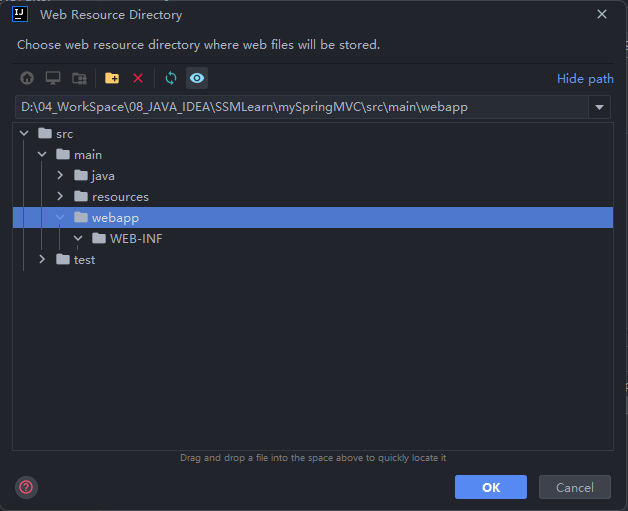 IJ Web Resource Directory
Choose web resource directory where web files will be stored.
Hide path
D:\04_WorkSpace\08_JAVA_IDEA\SSMLearn\mySpringMVC\src\main\webapp
src
main
java
resources
webapp
WEB-INF
test
Drag and drop a file into the space above to quickly locate it
? OK Cancel